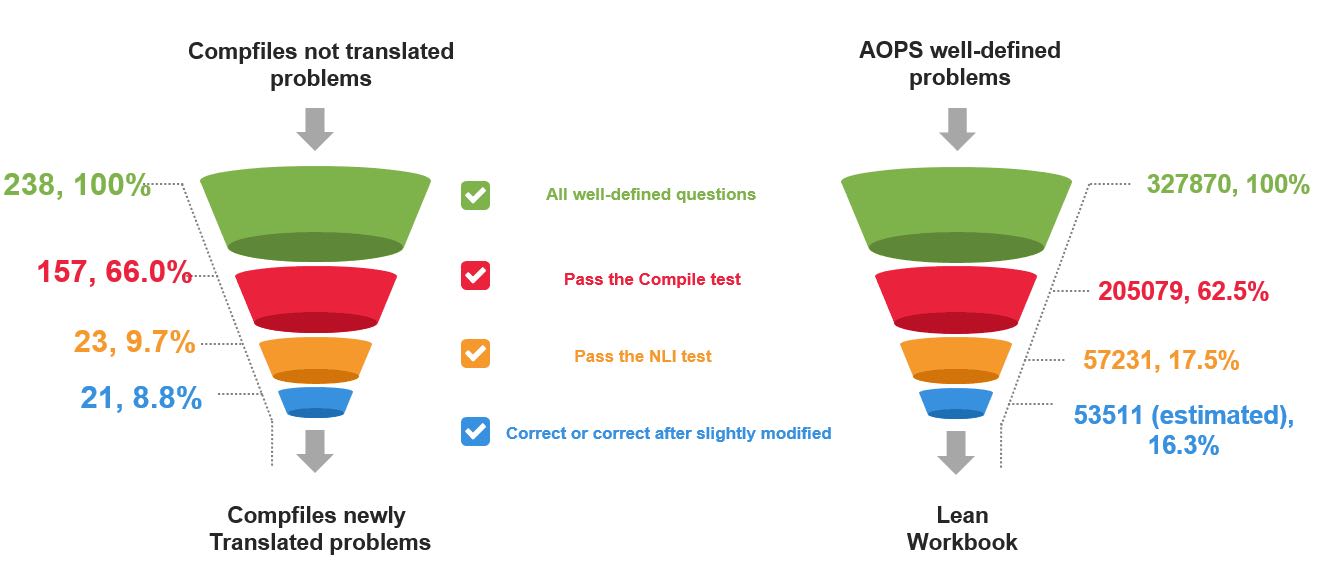 Compfiles not translated
problems
AOPS well-defined
problems
238, 100%
All well-defined questions
327870, 100%
157, 66.0%
Pass the Compile test
205079, 62.5%
23, 9.7%
Pass the NLI test
57231, 17.5%
21, 8.8%
Correct or correct after slightly modified
53511 (estimated),
16.3%
Compfiles newly
Translated problems
Lean
Workbook